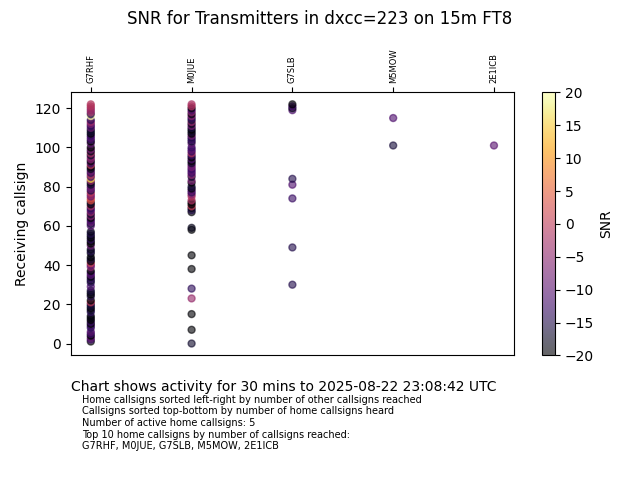 SNR for Transmitters in dxcc=223 on 15m FT8
G7RHF M0JUE G7SLB M5MOW 2E1ICB
120
100
80
60
40
20
0
Receiving callsign
20
15
10
5
0
−5
−10
−15
−20
SNR
Chart shows activity for 30 mins to 2025-08-22 23:08:42 UTC
Home callsigns sorted left-right by number of other callsigns reached
Callsigns sorted top-bottom by number of home callsigns heard
Number of active home callsigns: 5
Top 10 home callsigns by number of callsigns reached:
G7RHF, M0JUE, G7SLB, M5MOW, 2E1ICB